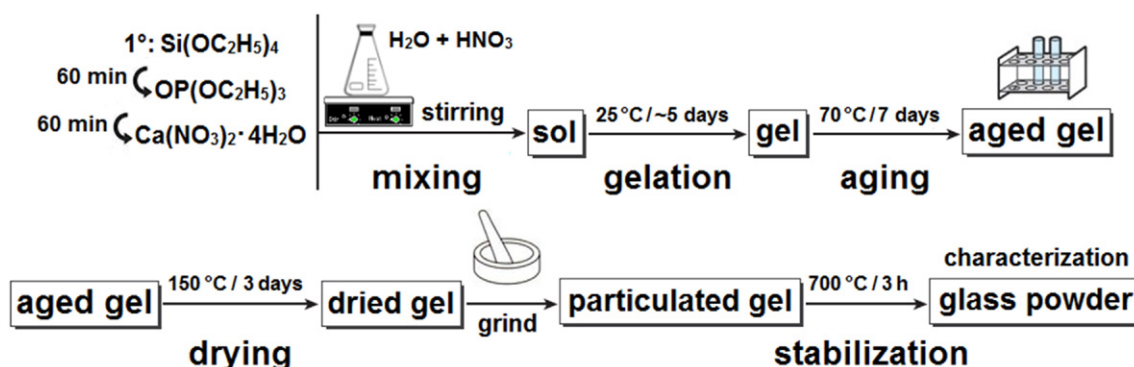 1°: Si(OC₂H₅)₄
60 min
OP(OC₂H₅)₃
60 min
Ca(NO₃)₂· 4H₂O
H₂O + HNO₃
stirring
mixing
sol
25 °C / ~5 days
gelation
gel
70 °C / 7 days
aging
aged gel
aged gel
150 °C / 3 days
drying
dried gel
grind
particulated gel
700 °C / 3 h
stabilization
characterization
glass powder